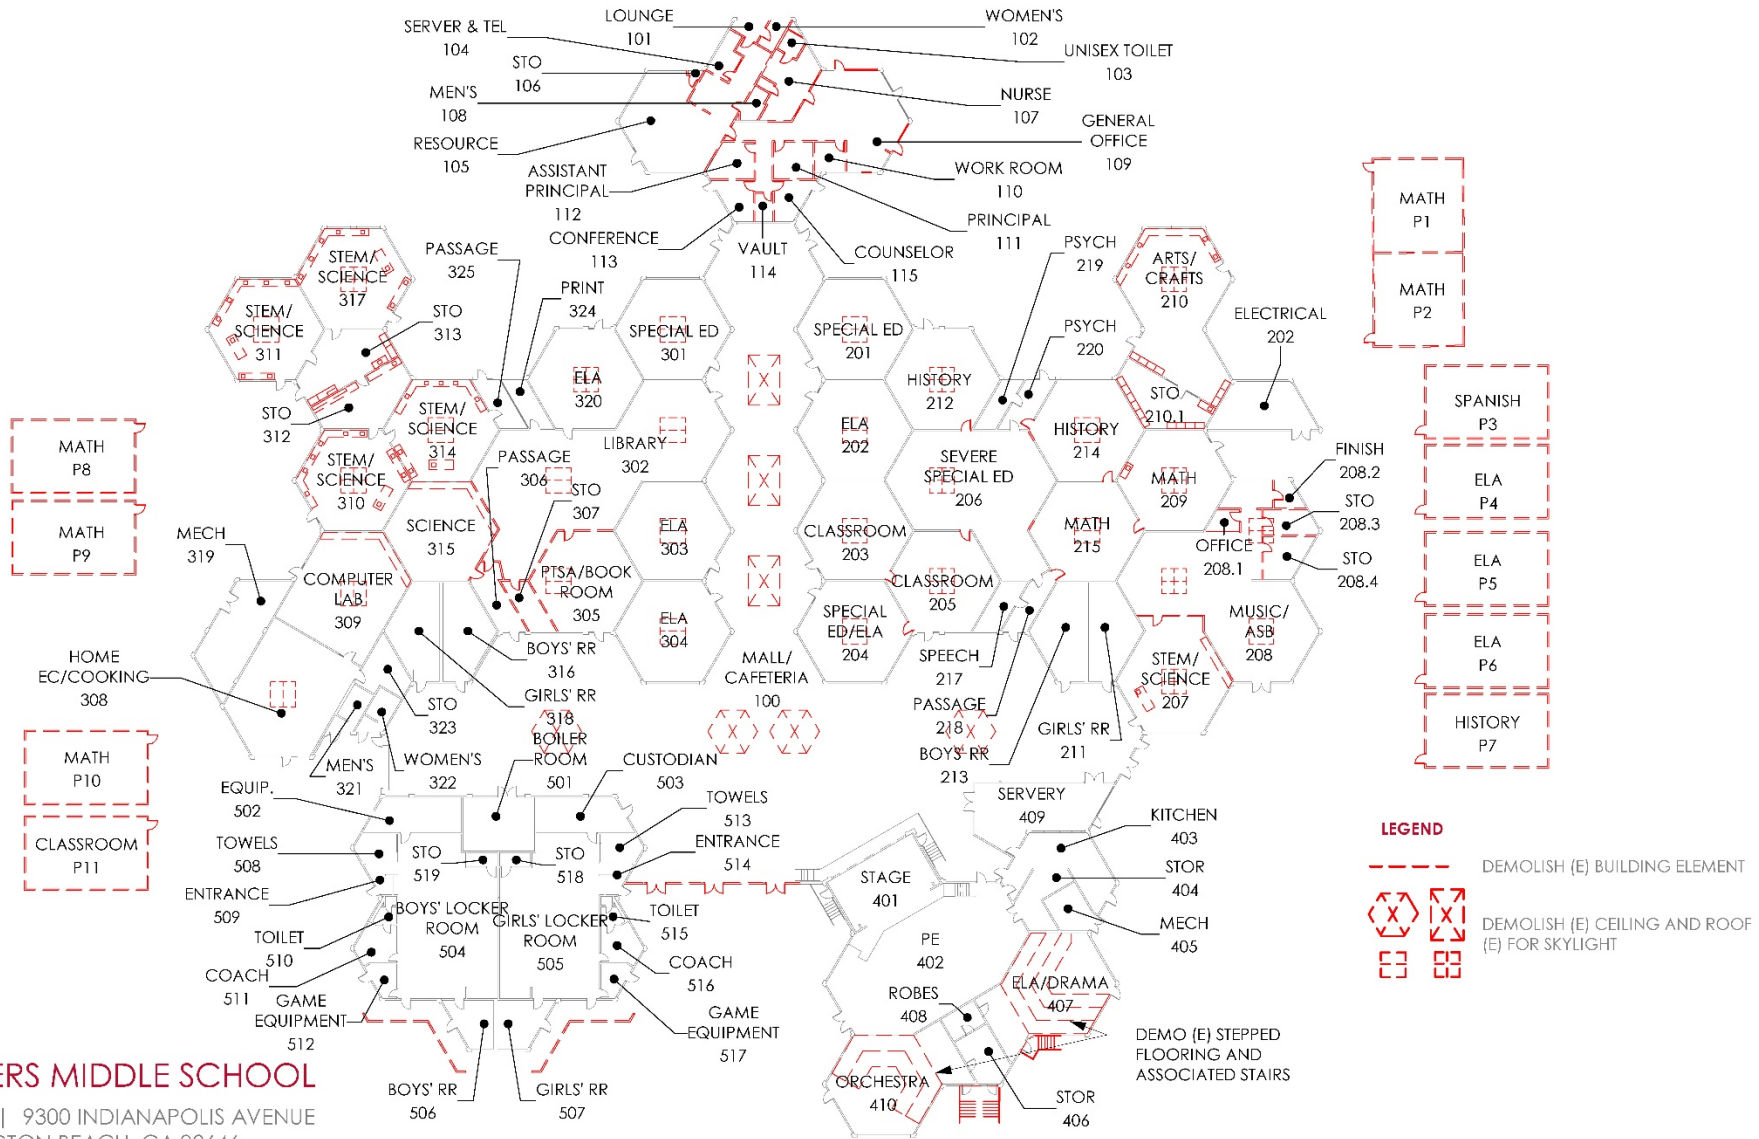 LOUNGE
101
WOMEN'S
102
SERVER & TEL
104
UNISEX TOILET
103
STO
106
MEN'S
108
NURSE
107
RESOURCE
105
GENERAL
OFFICE
109
ASSISTANT
PRINCIPAL
112
WORK ROOM
110
PRINCIPAL
111
CONFERENCE
113
VAULT
114
COUNSELOR
115
PASSAGE
325
PRINT
324
STO
313
STEM/
SCIENCE
317
STEM/
SCIENCE
311
STO
312
STEM/
SCIENCE
314
STEM/
SCIENCE
310
SPECIAL ED
301
ELA
320
LIBRARY
302
PASSAGE
306
STO
307
SCIENCE
315
ELA
303
PTSA/BOOK
ROOM
305
ELA
304
COMPUTER
LAB
309
MECH
319
HOME
EC/COOKING
308
BOYS' RR
316
GIRLS' RR
318
STO
323
WOMEN'S
322
MEN'S
321
SPECIAL ED
201
HISTORY
212
ELA
202
SEVERE
SPECIAL ED
206
CLASSROOM
203
CLASSROOM
205
SPECIAL
ED/ELA
204
MALL/
CAFETERIA
100
PSYCH
219
PSYCH
220
ARTS/
CRAFTS
210
ELECTRICAL
202
STO
210.1
HISTORY
214
MATH
209
MATH
215
FINISH
208.2
STO
208.3
OFFICE
208.1
STO
208.4
MUSIC/
ASB
208
STEM/
SCIENCE
207
SPEECH
217
PASSAGE
218
BOYS' RR
213
GIRLS' RR
211
MATH
P1
MATH
P2
SPANISH
P3
ELA
P4
ELA
P5
ELA
P6
HISTORY
P7
MATH
P8
MATH
P9
MATH
P10
CLASSROOM
P11
BOILER
ROOM
501
CUSTODIAN
503
EQUIP.
502
TOWELS
513
TOWELS
508
ENTRANCE
514
ENTRANCE
509
STO
519
STO
518
BOYS' LOCKER
ROOM
504
GIRLS' LOCKER
ROOM
505
TOILET
515
TOILET
510
COACH
516
COACH
511
GAME
EQUIPMENT
512
GAME
EQUIPMENT
517
BOYS' RR
506
GIRLS' RR
507
SERVERY
409
KITCHEN
403
STOR
404
MECH
405
STAGE
401
PE
402
ELA/DRAMA
407
ROBES
408
ORCHESTRA
410
STOR
406
DEMO (E) STEPPED
FLOORING AND
ASSOCIATED STAIRS
LEGEND
DEMOLISH (E) BUILDING ELEMENT
DEMOLISH (E) CEILING AND ROOF
(E) FOR SKYLIGHT
ERS MIDDLE SCHOOL
| 9300 INDIANAPOLIS AVENUE